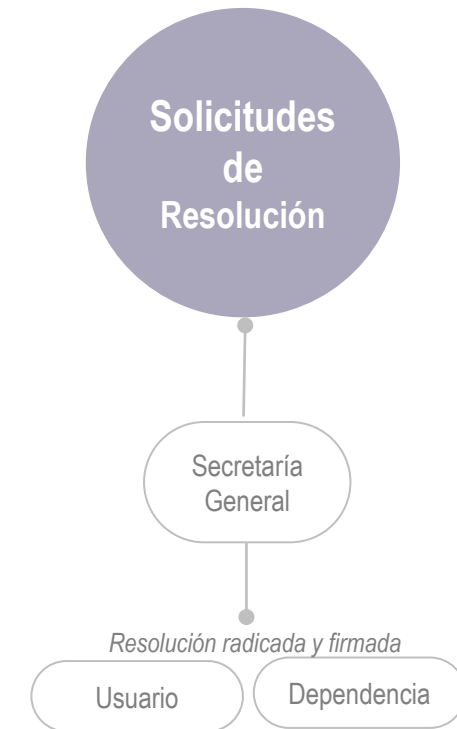 Solicitudes
de
Resolución
Secretaría
General
Resolución radicada y firmada
Usuario
Dependencia